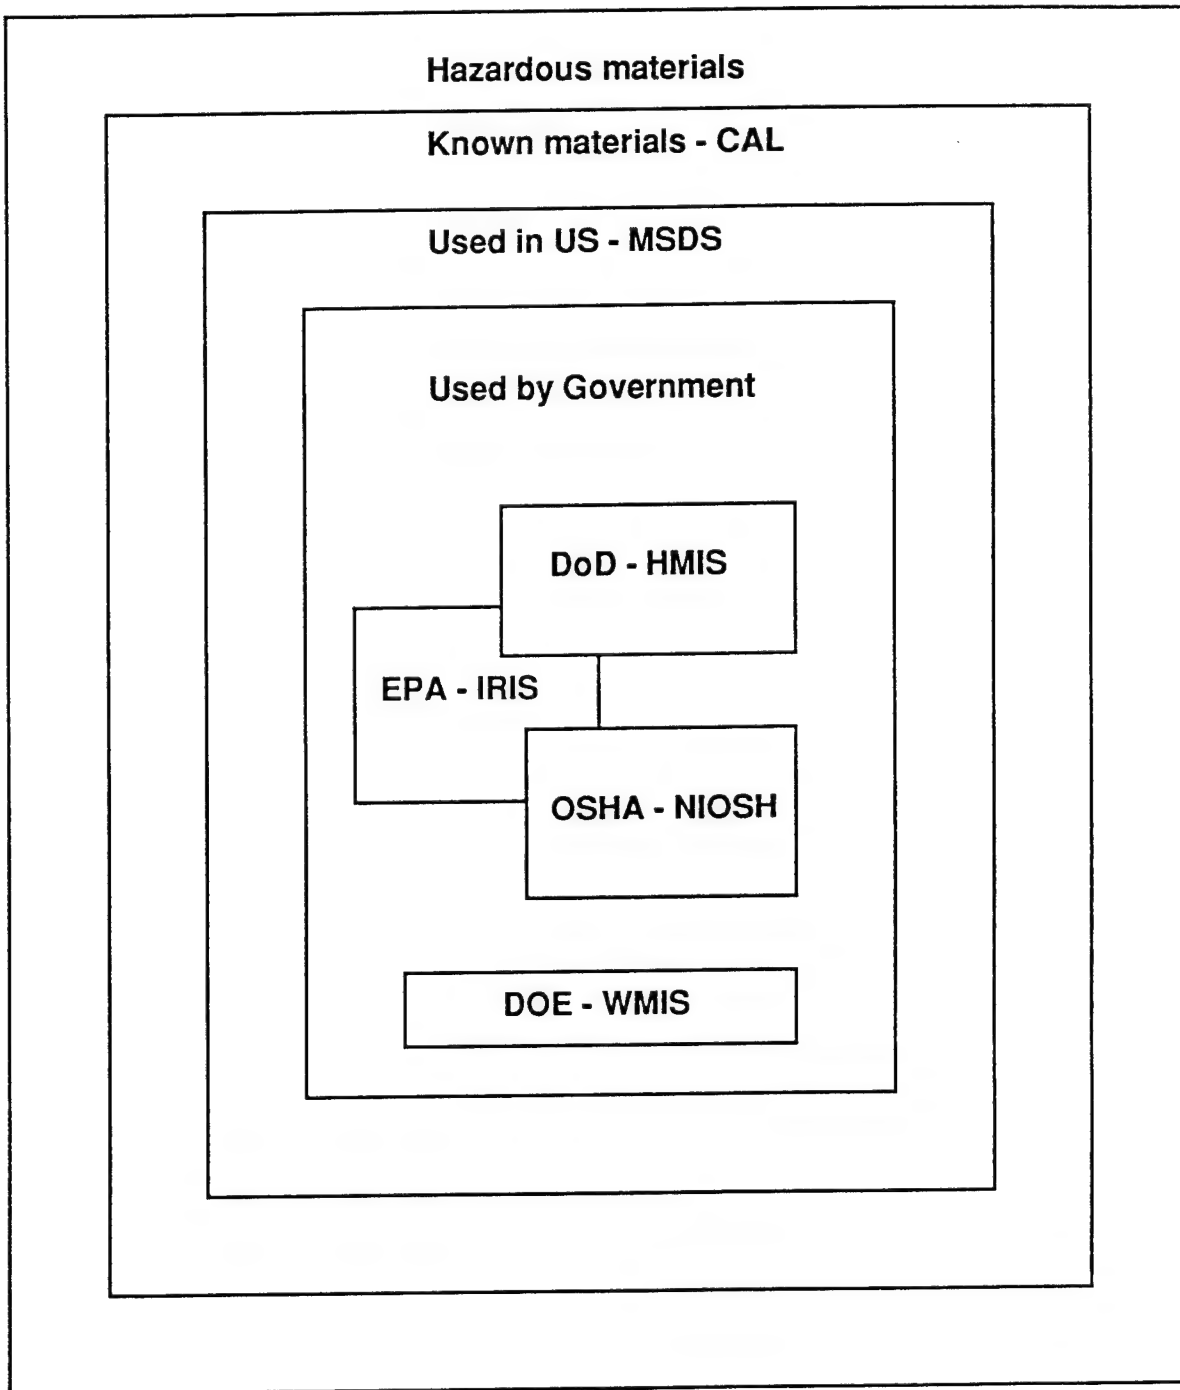 Hazardous materials
Known materials - CAL
Used in US - MSDS
Used by Government
DoD - HMIS
EPA - IRIS
OSHA - NIOSH
DOE - WMIS